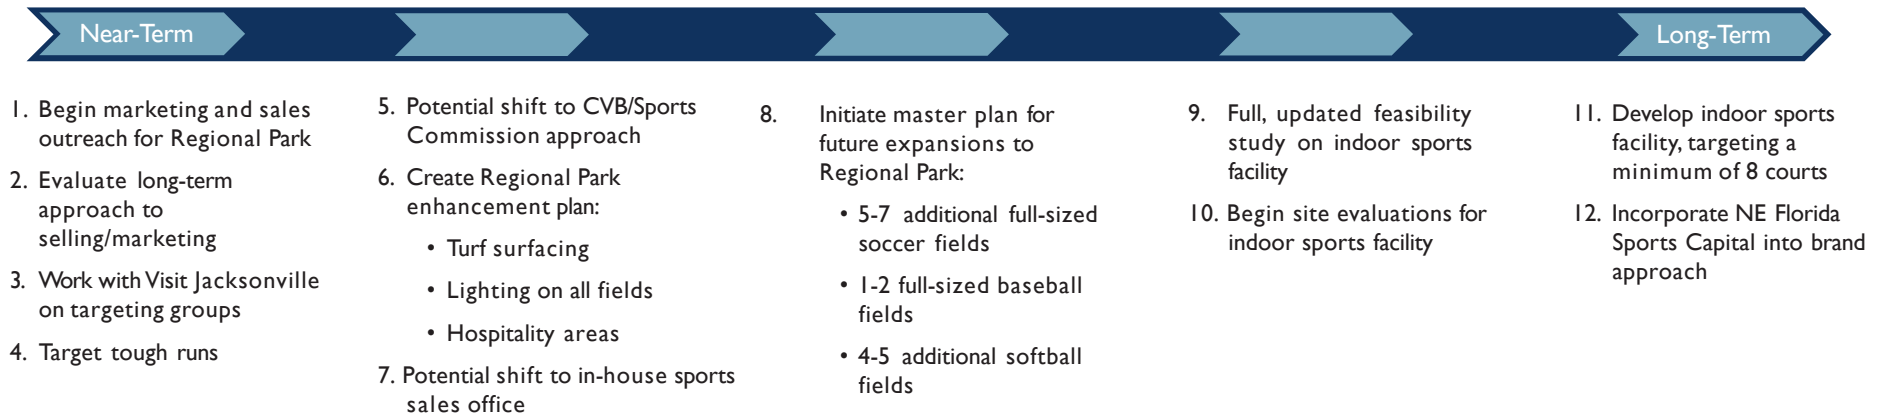 Near-Term
Long-Term
1. Begin marketing and sales
outreach for Regional Park
2. Evaluate long-term
approach to
selling/marketing
3. Work with Visit Jacksonville
on targeting groups
4. Target tough runs
5. Potential shift to CVB/Sports
Commission approach
6. Create Regional Park
enhancement plan:
• Turf surfacing
• Lighting on all fields
• Hospitality areas
7. Potential shift to in-house sports
sales office
8. Initiate master plan for
future expansions to
Regional Park:
• 5-7 additional full-sized
soccer fields
• 1-2 full-sized baseball
fields
• 4-5 additional softball
fields
9. Full, updated feasibility
study on indoor sports
facility
10. Begin site evaluations for
indoor sports facility
11. Develop indoor sports
facility, targeting a
minimum of 8 courts
12. Incorporate NE Florida
Sports Capital into brand
approach